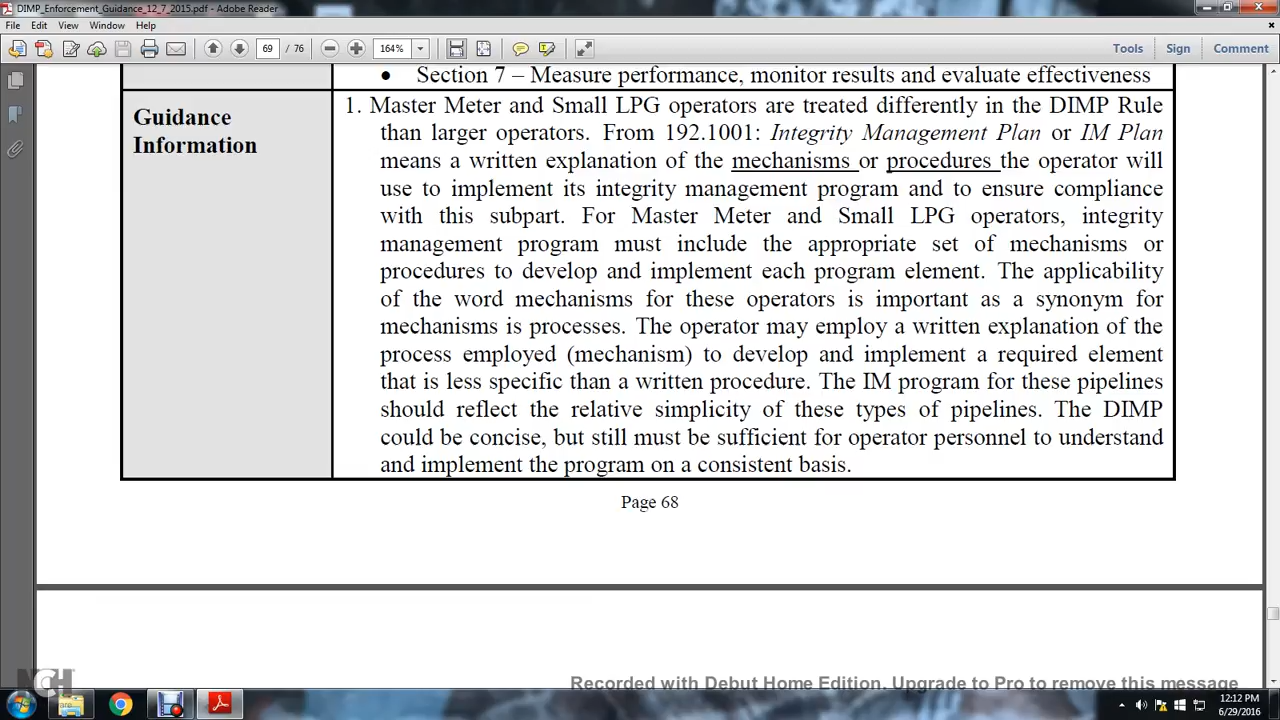 DIMP_Enforcement_Guidance_12_7_2015.pdf - Adobe Reader
File Edit View Window Help
69 / 76 164% Tools Sign Comment
• Section 7 – Measure performance, monitor results and evaluate effectiveness
Guidance
Information
1. Master Meter and Small LPG operators are treated differently in the DIMP Rule
than larger operators. From 192.1001: Integrity Management Plan or IM Plan
means a written explanation of the mechanisms or procedures the operator will
use to implement its integrity management program and to ensure compliance
with this subpart. For Master Meter and Small LPG operators, integrity
management program must include the appropriate set of mechanisms or
procedures to develop and implement each program element. The applicability
of the word mechanisms for these operators is important as a synonym for
mechanisms is processes. The operator may employ a written explanation of the
process employed (mechanism) to develop and implement a required element
that is less specific than a written procedure. The IM program for these pipelines
should reflect the relative simplicity of these types of pipelines. The DIMP
could be concise, but still must be sufficient for operator personnel to understand
and implement the program on a consistent basis.
Page 68
NCH
Recorded with Debut Home Edition. Upgrade to Pro to remove this message
12:12 PM
6/29/2016